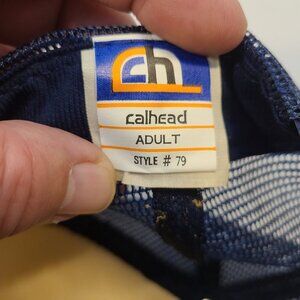 ch
calhead
ADULT
STYLE # 79